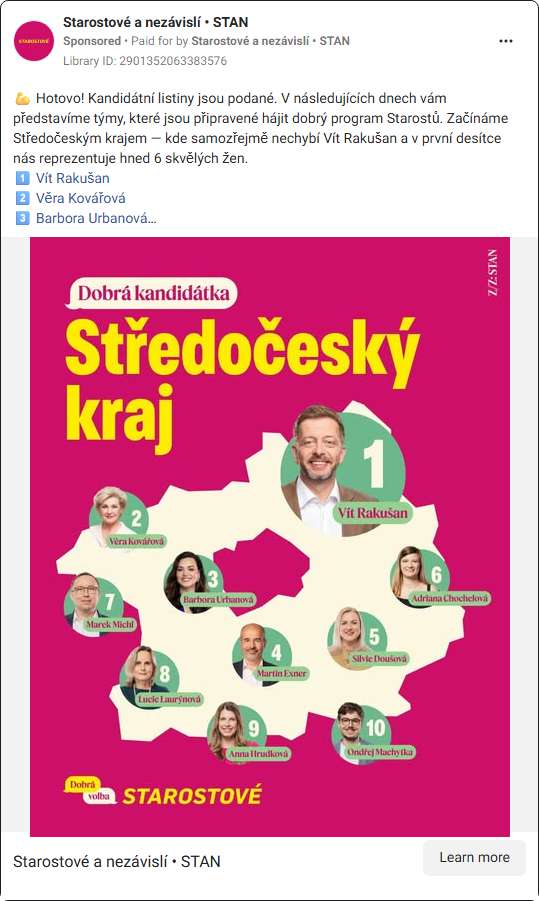 Starostové a nezávislí • STAN
Sponsored • Paid for by Starostové a nezávislí • STAN
Library ID: 2901352063383576
STAROSTOVÉ
💪 Hotovo! Kandidátní listiny jsou podané. V následujících dnech vám
představíme týmy, které jsou připravené hájit dobrý program Starostů. Začínáme
Středočeským krajem — kde samozřejmě nechybí Vít Rakušan a v první desítce
nás reprezentuje hned 6 skvělých žen.
1️⃣ Vít Rakušan
2️⃣ Věra Kovářová
3️⃣ Barbora Urbanová…
Z/Z: STAN
Dobrá kandidátka
Středočeský
kraj
1
Vít Rakušan
2
Věra Kovářová
3
Barbora Urbanová
6
Adriana Chochelová
7
Marek Michl
4
Martin Exner
5
Silvie Doušová
8
Lucie Laurýnová
9
Anna Hrudková
10
Ondřej Machytka
Dobrá
volba
STAROSTOVÉ
Starostové a nezávislí • STAN
Learn more